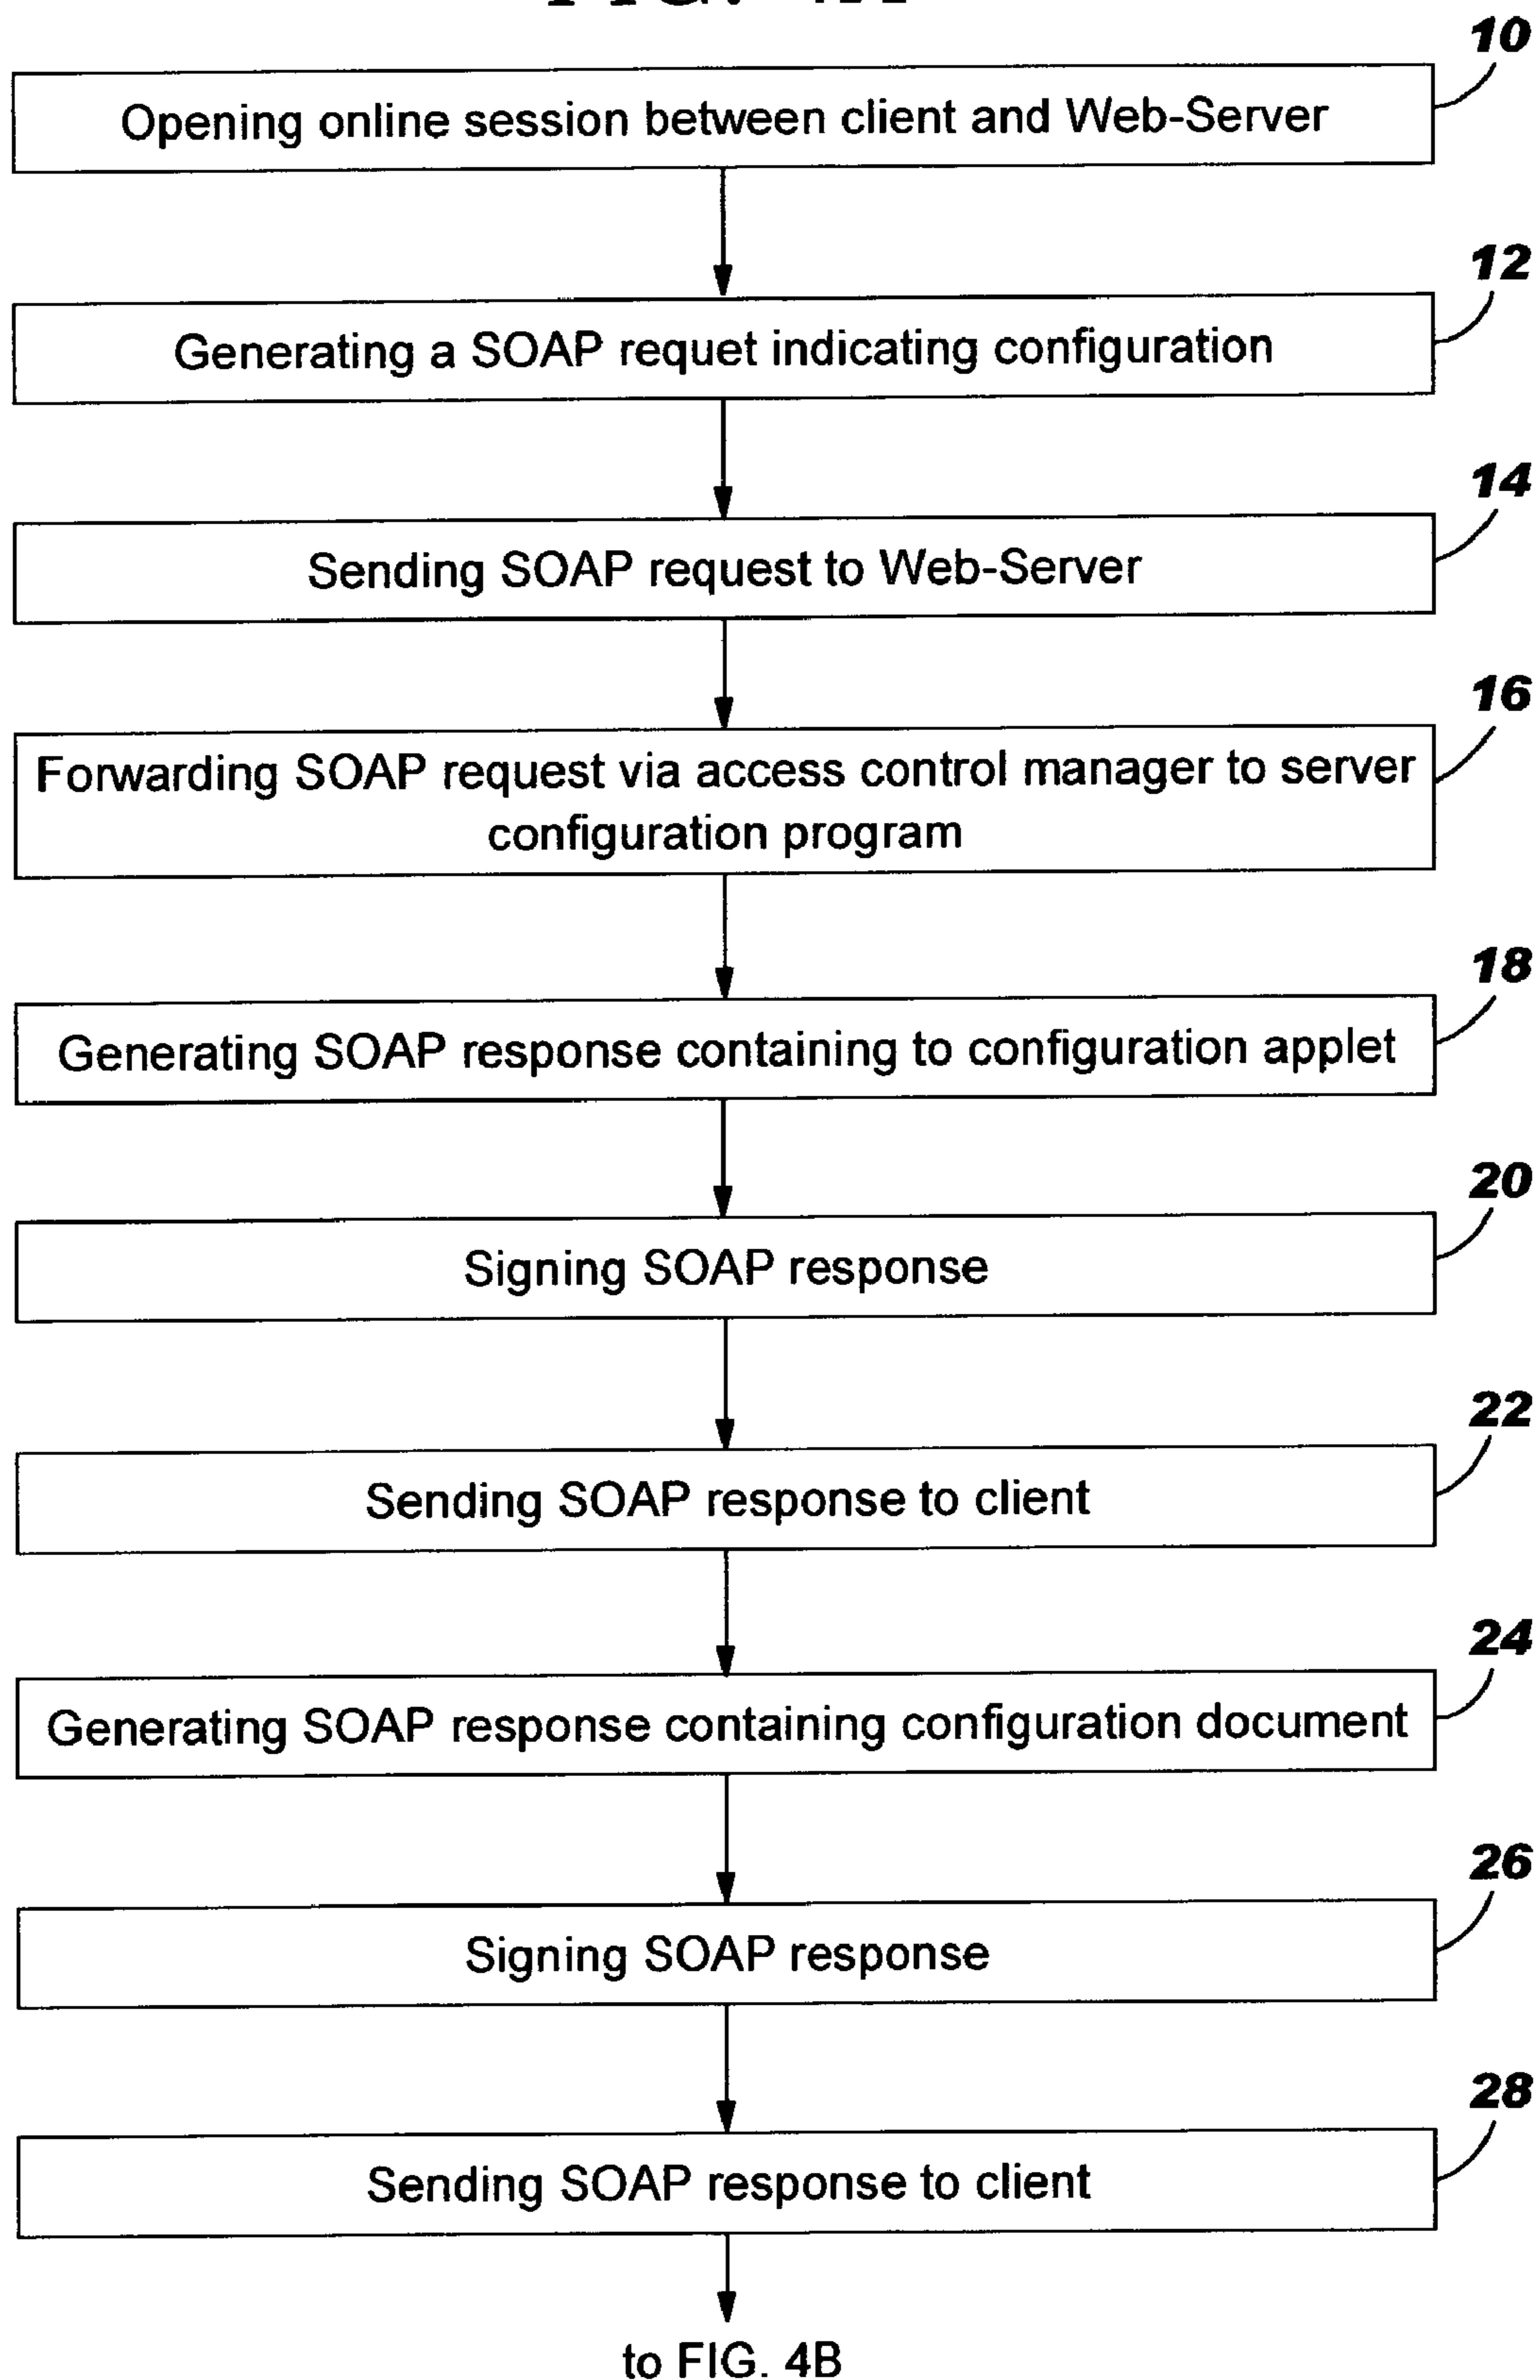 10
Opening online session between client and Web-Server
12
Generating a SOAP requet indicating configuration
14
Sending SOAP request to Web-Server
16
Forwarding SOAP request via access control manager to server
configuration program
18
Generating SOAP response containing to configuration applet
20
Signing SOAP response
22
Sending SOAP response to client
24
Generating SOAP response containing configuration document
26
Signing SOAP response
28
Sending SOAP response to client
to FIG. 4B